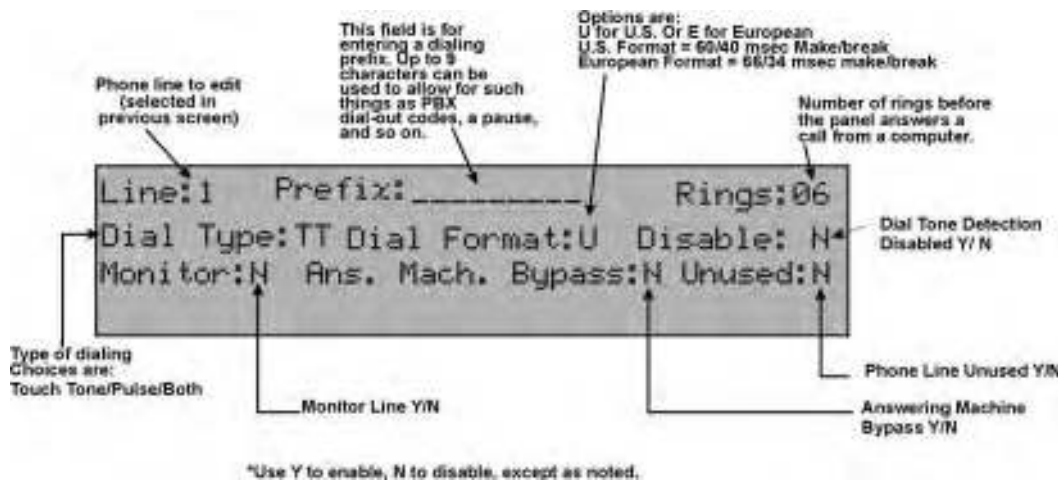 Options are:
U for U.S. Or E for European
U.S. Format = 60/40 msec Make/break
European Format = 66/34 msec make/break
This field is for
entering a dialing
prefix. Up to 9
characters can be
used to allow for such
things as PBX
dial-out codes, a pause,
and so on.
Phone line to edit
(selected in
previous screen)
Number of rings before
the panel answers a
call from a computer.
Line:1 Prefix:_________ Rings:06
Dial Type:TT Dial Format:U Disable: N
Monitor:N Ans. Mach. Bypass:N Unused:N
Dial Tone Detection
Disabled Y/ N
Type of dialing
Choices are:
Touch Tone/Pulse/Both
Monitor Line Y/N
Phone Line Unused Y/N
Answering Machine
Bypass Y/N
*Use Y to enable, N to disable, except as noted.